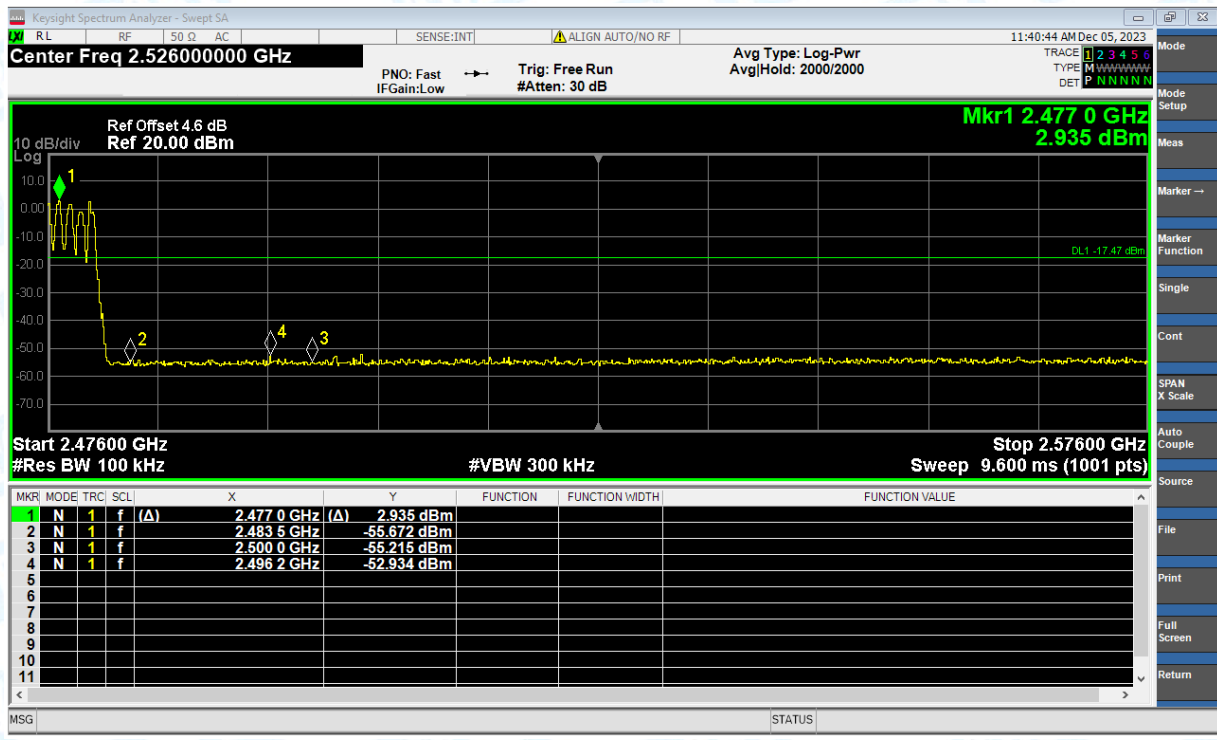 Keysight Spectrum Analyzer - Swept SA
LXI RL RF 50 Ω AC SENSE:INT ALIGN AUTO/NO RF 11:40:44 AM Dec 05, 2023
Center Freq 2.526000000 GHz
PNO: Fast
IFGain:Low
Trig: Free Run
#Atten: 30 dB
Avg Type: Log-Pwr
Avg|Hold: 2000/2000
TRACE 1 2 3 4 5 6
TYPE M W W W W W
DET P N N N N N
Mkr1 2.477 0 GHz
2.935 dBm
Ref Offset 4.6 dB
Ref 20.00 dBm
10 dB/div
Log
10.0
0.00
-10.0
-20.0
-30.0
-40.0
-50.0
-60.0
-70.0
1
2
4
3
DL1 -17.47 dBm
Start 2.47600 GHz
Stop 2.57600 GHz
#Res BW 100 kHz
#VBW 300 kHz
Sweep 9.600 ms (1001 pts)
MKR MODE TRC SCL X Y FUNCTION FUNCTION WIDTH FUNCTION VALUE
1 N 1 f (Δ) 2.477 0 GHz (Δ) 2.935 dBm
2 N 1 f 2.483 5 GHz -55.672 dBm
3 N 1 f 2.500 0 GHz -55.215 dBm
4 N 1 f 2.496 2 GHz -52.934 dBm
5
6
7
8
9
10
11
MSG
STATUS
Mode
Mode
Setup
Meas
Marker →
Marker
Function
Single
Cont
SPAN
X Scale
Auto
Couple
Source
File
Print
Full
Screen
Return